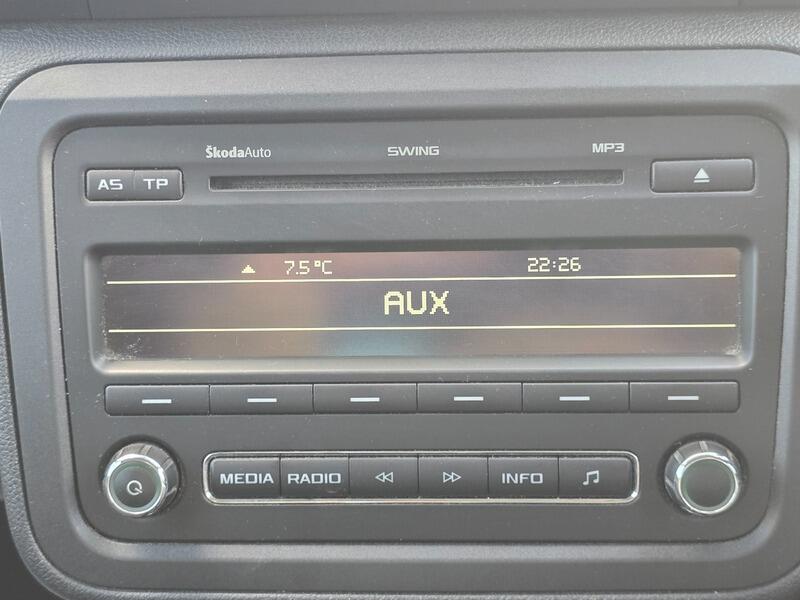 ŠkodaAuto SWING MP3
AS TP
7.5°C 22:26
AUX
MEDIA RADIO INFO